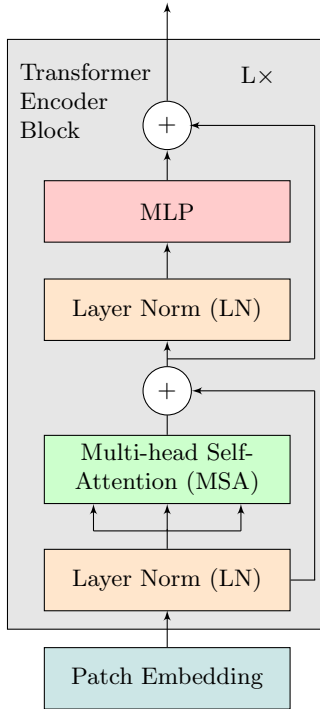 Transformer
Encoder
Block
L×
+
MLP
Layer Norm (LN)
+
Multi-head Self-
Attention (MSA)
Layer Norm (LN)
Patch Embedding